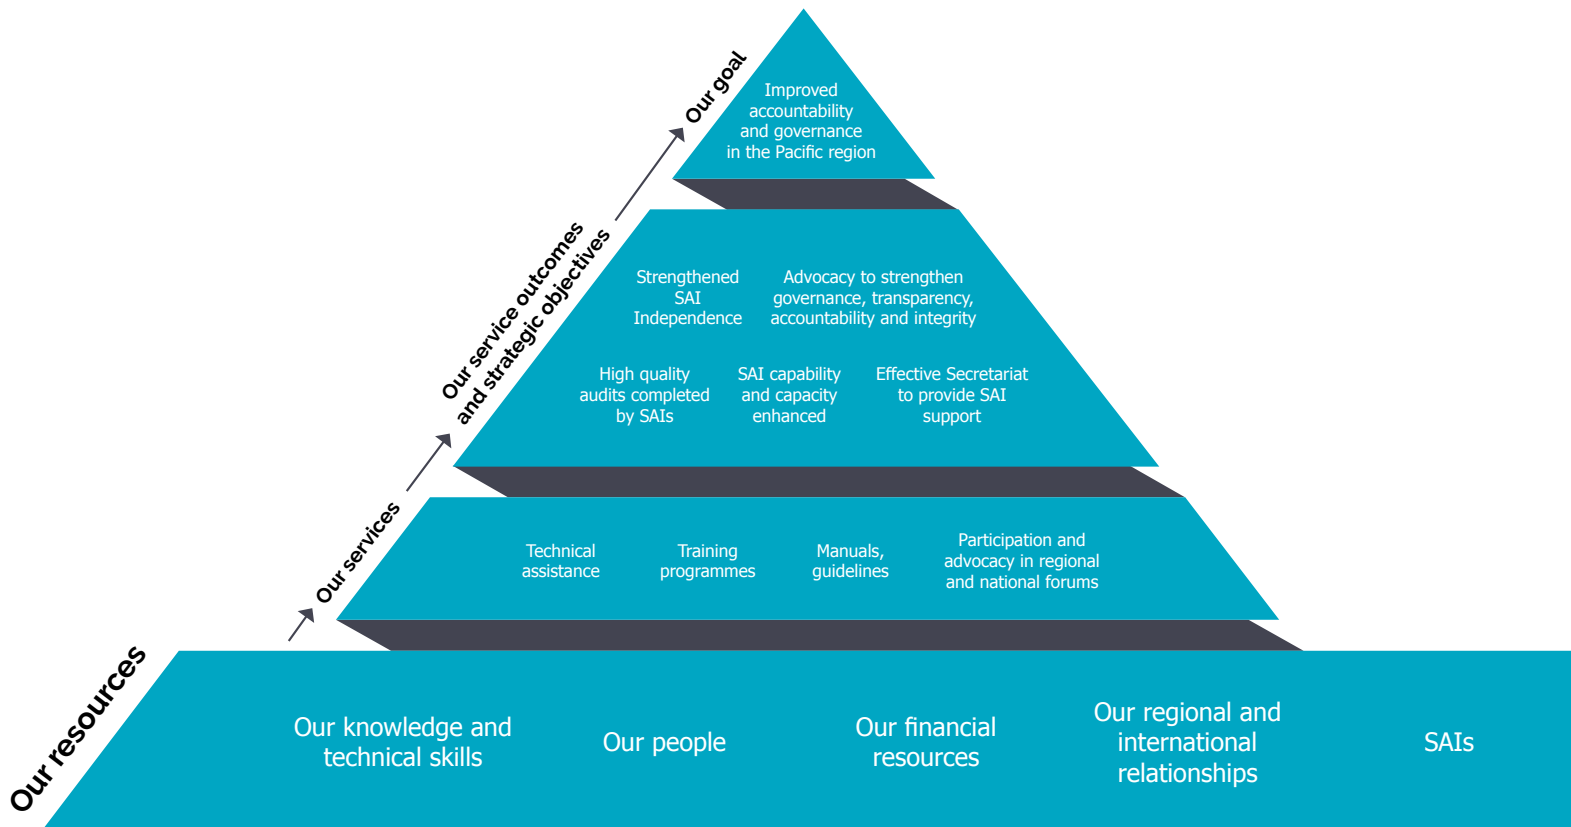 Our goal
Improved
accountability
and governance
in the Pacific region
Our service outcomes
and strategic objectives
Strengthened
SAI
Independence
Advocacy to strengthen
governance, transparency,
accountability and integrity
High quality
audits completed
by SAIs
SAI capability
and capacity
enhanced
Effective Secretariat
to provide SAI
support
Our services
Technical
assistance
Training
programmes
Manuals,
guidelines
Participation and
advocacy in regional
and national forums
Our resources
Our knowledge and
technical skills
Our people
Our financial
resources
Our regional and
international
relationships
SAIs